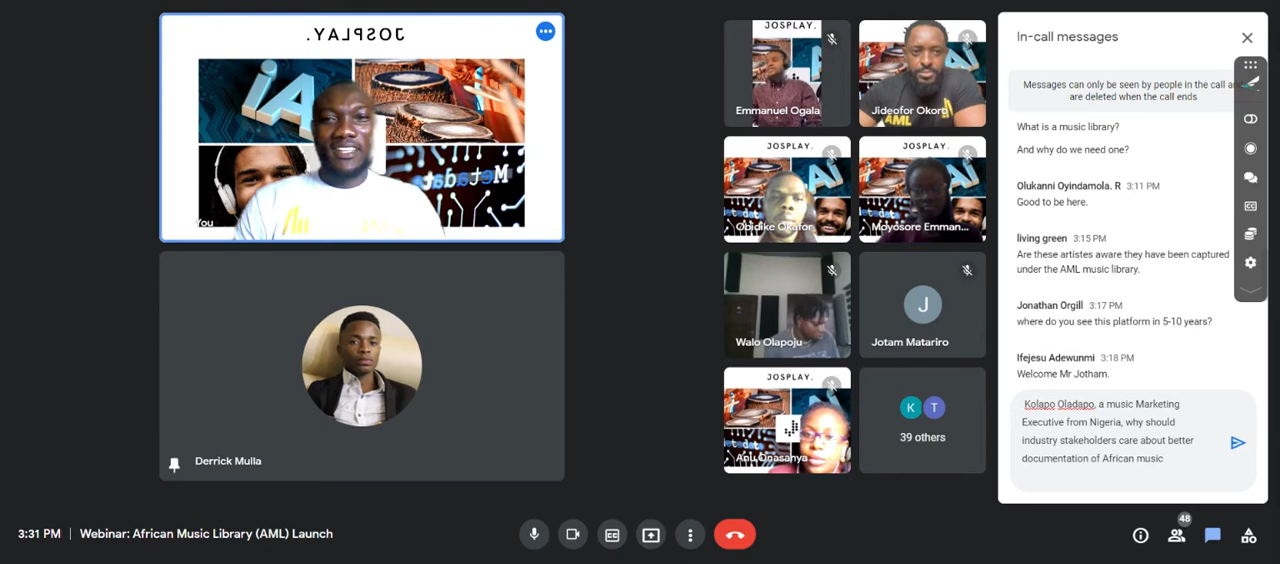 JOSPLAY.
iA
Metadat
You
Derrick Mulla
JOSPLAY.
Emmanuel Ogala
AML
Jideofor Okoro
JOSPLAY.
Ai
Obidike Okafor
JOSPLAY.
Ai
Moyosore Emman...
Walo Olapoju
J
Jotam Matariro
JOSPLAY.
Anu Onasanya
K
T
39 others
In-call messages
Messages can only be seen by people in the call and
are deleted when the call ends
What is a music library?
And why do we need one?
Olukanni Oyindamola. R 3:11 PM
Good to be here.
living green 3:15 PM
Are these artistes aware they have been captured
under the AML music library.
Jonathan Orgill 3:17 PM
where do you see this platform in 5-10 years?
Ifejesu Adewunmi 3:18 PM
Welcome Mr Jotham.
Kolapo Oladapo, a music Marketing
Executive from Nigeria, why should
industry stakeholders care about better
documentation of African music
3:31 PM | Webinar: African Music Library (AML) Launch
48